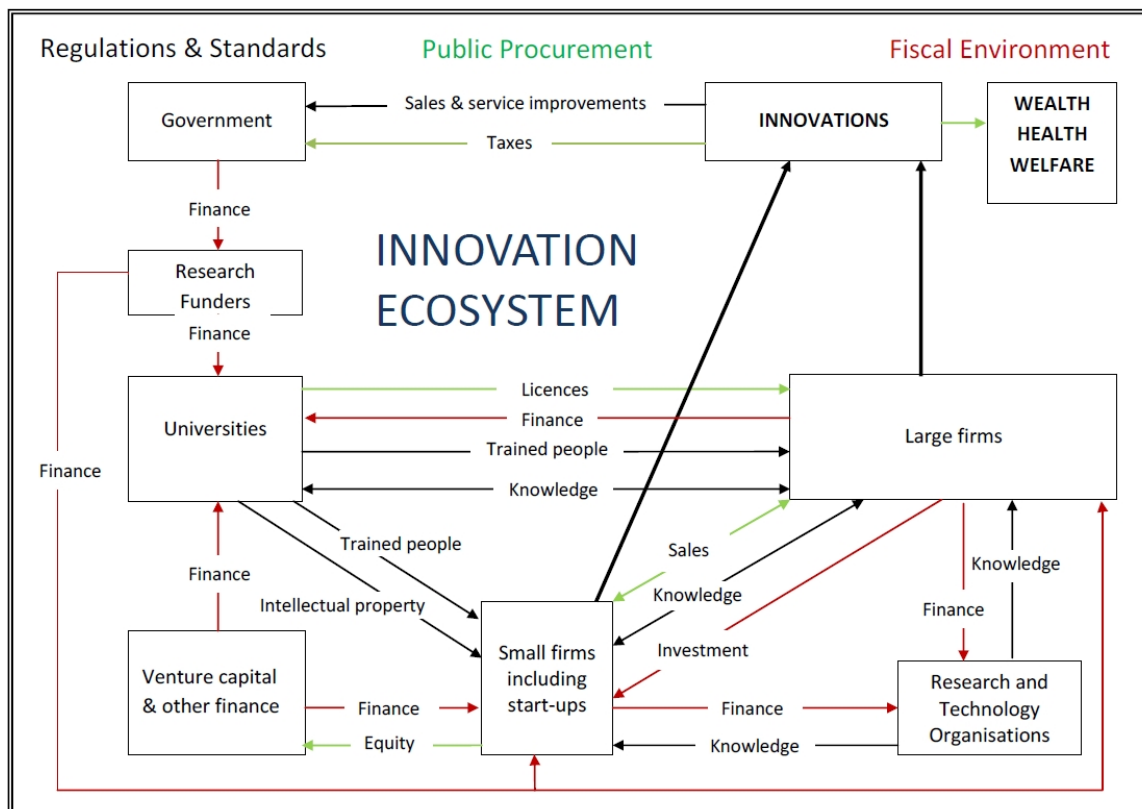 Regulations & Standards
Public Procurement
Fiscal Environment
Government
Sales & service improvements
Taxes
INNOVATIONS
WEALTH
HEALTH
WELFARE
Finance
INNOVATION
ECOSYSTEM
Research
Funders
Finance
Universities
Licences
Finance
Trained people
Knowledge
Large firms
Finance
Trained people
Sales
Knowledge
Finance
Knowledge
Intellectual property
Finance
Venture capital
& other finance
Small firms
including
start-ups
Investment
Research and
Technology
Organisations
Finance
Finance
Equity
Knowledge